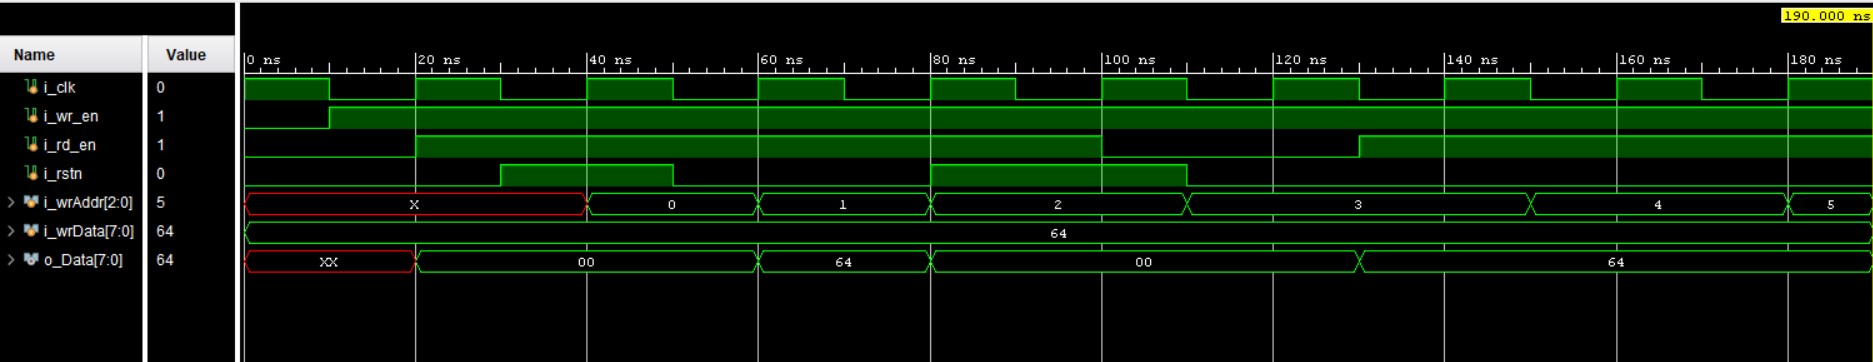 190.000 ns
Name Value
0 ns 20 ns 40 ns 60 ns 80 ns 100 ns 120 ns 140 ns 160 ns 180 ns
i_clk 0
i_wr_en 1
i_rd_en 1
i_rstn 0
i_wrAddr[2:0] 5 X 0 1 2 3 4 5
i_wrData[7:0] 64 64
o_Data[7:0] 64 XX 00 64 00 64